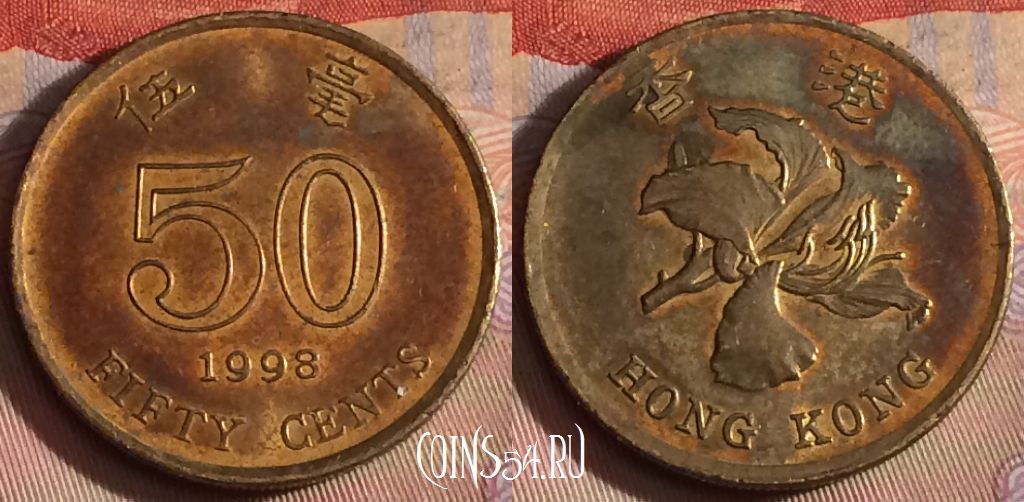 伍毫
50
1998
FIFTY CENTS
香港
HONG KONG
COINS54.RU